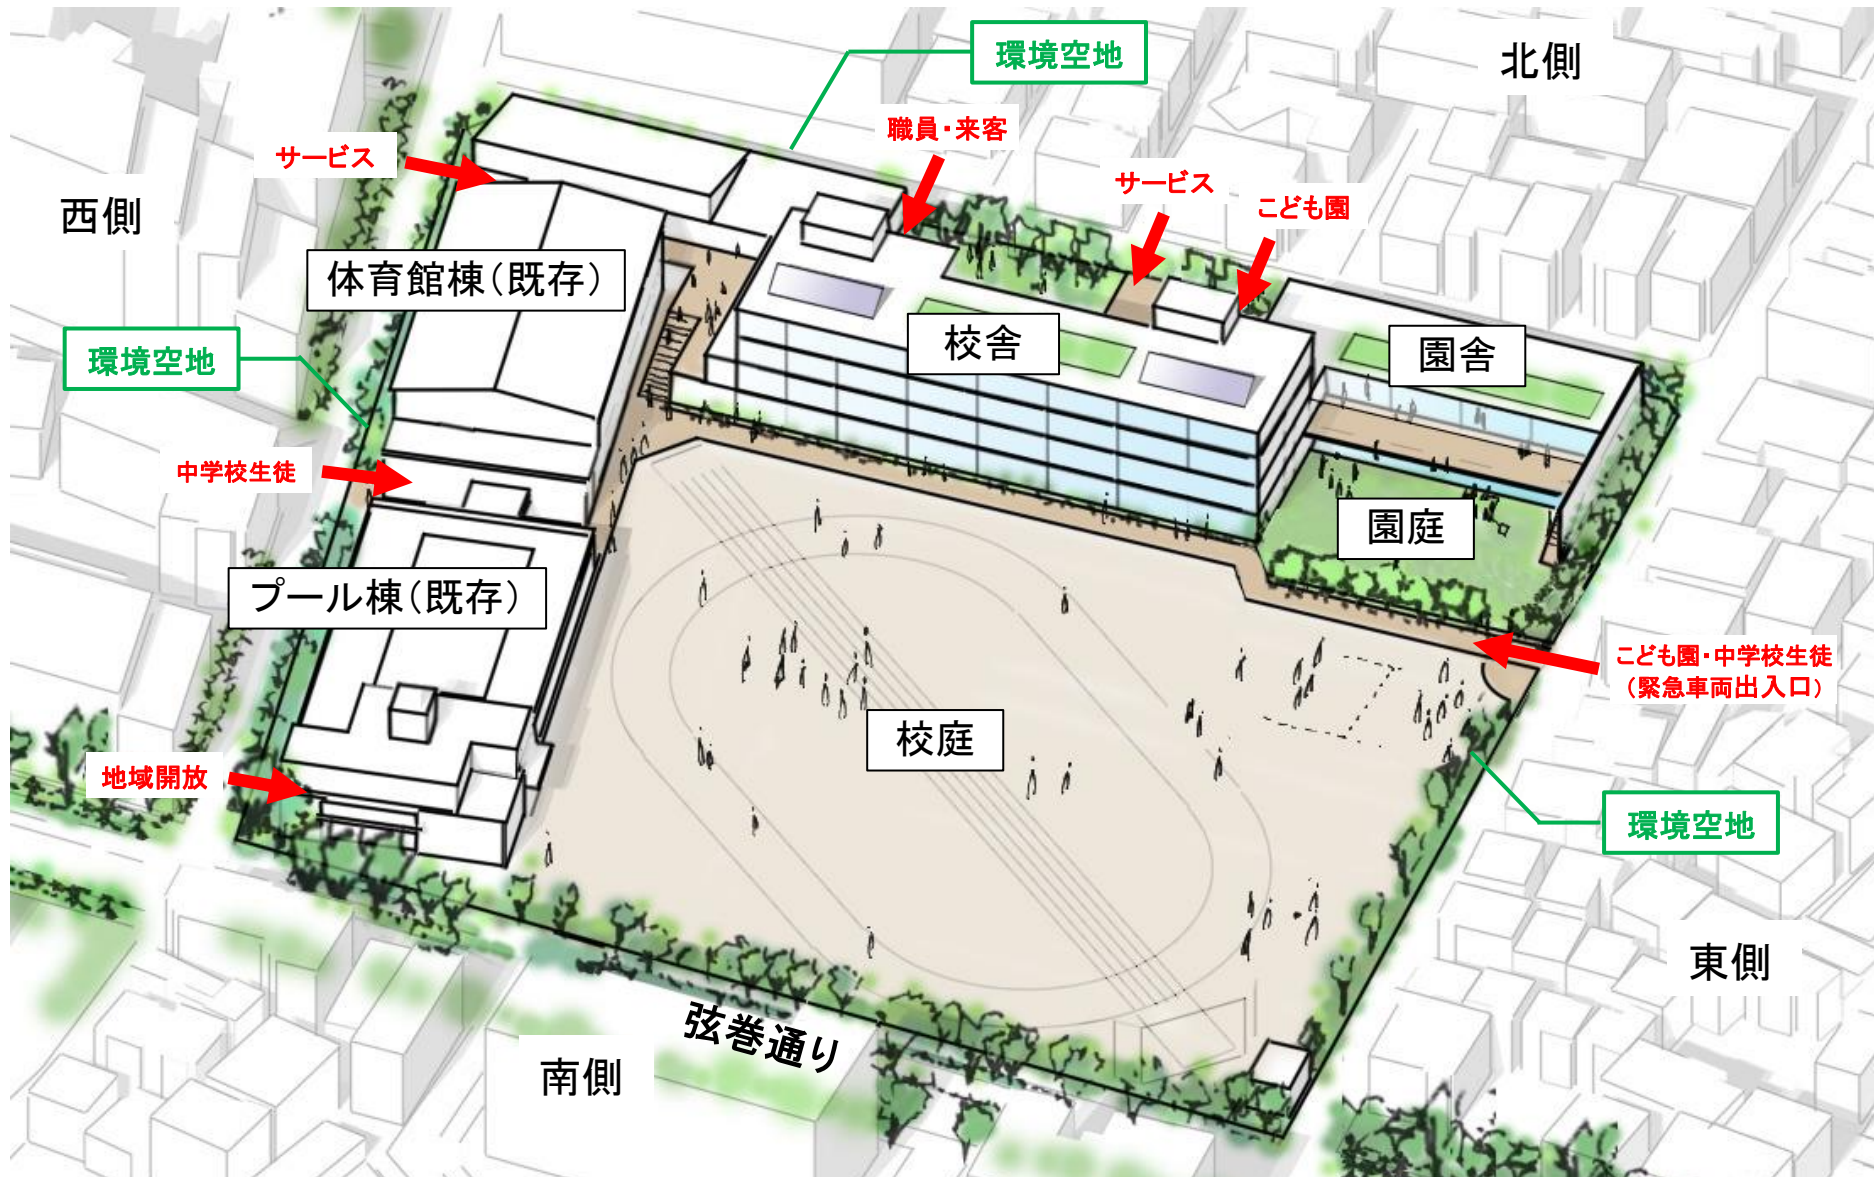 環境空地
北側
職員・来客
サービス
サービス
こども園
西側
体育館棟（既存）
校舎
園舎
環境空地
中学校生徒
園庭
プール棟（既存）
こども園・中学校生徒
（緊急車両出入口）
校庭
地域開放
環境空地
東側
弦巻通り
南側